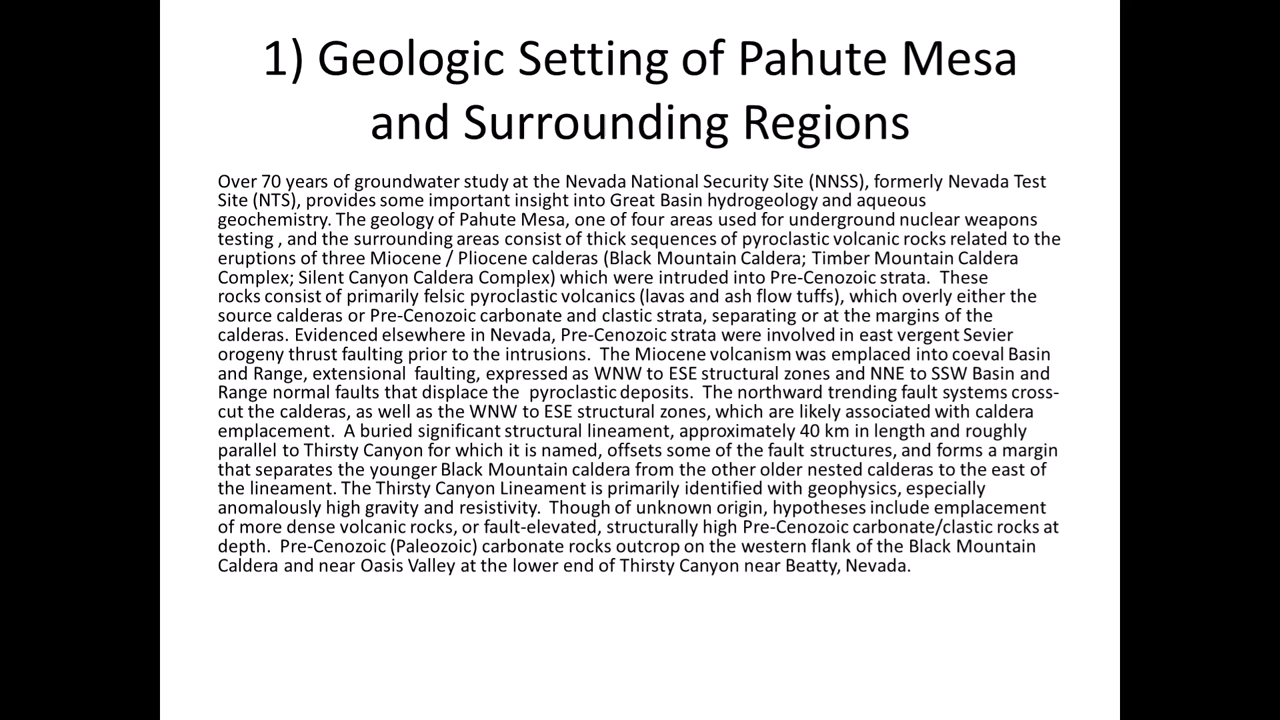 1) Geologic Setting of Pahute Mesa
and Surrounding Regions
Over 70 years of groundwater study at the Nevada National Security Site (NNSS), formerly Nevada Test
Site (NTS), provides some important insight into Great Basin hydrogeology and aqueous
geochemistry. The geology of Pahute Mesa, one of four areas used for underground nuclear weapons
testing , and the surrounding areas consist of thick sequences of pyroclastic volcanic rocks related to the
eruptions of three Miocene / Pliocene calderas (Black Mountain Caldera; Timber Mountain Caldera
Complex; Silent Canyon Caldera Complex) which were intruded into Pre-Cenozoic strata.  These
rocks consist of primarily felsic pyroclastic volcanics (lavas and ash flow tuffs), which overly either the
source calderas or Pre-Cenozoic carbonate and clastic strata, separating or at the margins of the
calderas. Evidenced elsewhere in Nevada, Pre-Cenozoic strata were involved in east vergent Sevier
orogeny thrust faulting prior to the intrusions.  The Miocene volcanism was emplaced into coeval Basin
and Range, extensional  faulting, expressed as WNW to ESE structural zones and NNE to SSW Basin and
Range normal faults that displace the  pyroclastic deposits.  The northward trending fault systems cross-
cut the calderas, as well as the WNW to ESE structural zones, which are likely associated with caldera
emplacement.  A buried significant structural lineament, approximately 40 km in length and roughly
parallel to Thirsty Canyon for which it is named, offsets some of the fault structures, and forms a margin
that separates the younger Black Mountain caldera from the other older nested calderas to the east of
the lineament. The Thirsty Canyon Lineament is primarily identified with geophysics, especially
anomalously high gravity and resistivity.  Though of unknown origin, hypotheses include emplacement
of more dense volcanic rocks, or fault-elevated, structurally high Pre-Cenozoic carbonate/clastic rocks at
depth.  Pre-Cenozoic (Paleozoic) carbonate rocks outcrop on the western flank of the Black Mountain
Caldera and near Oasis Valley at the lower end of Thirsty Canyon near Beatty, Nevada.